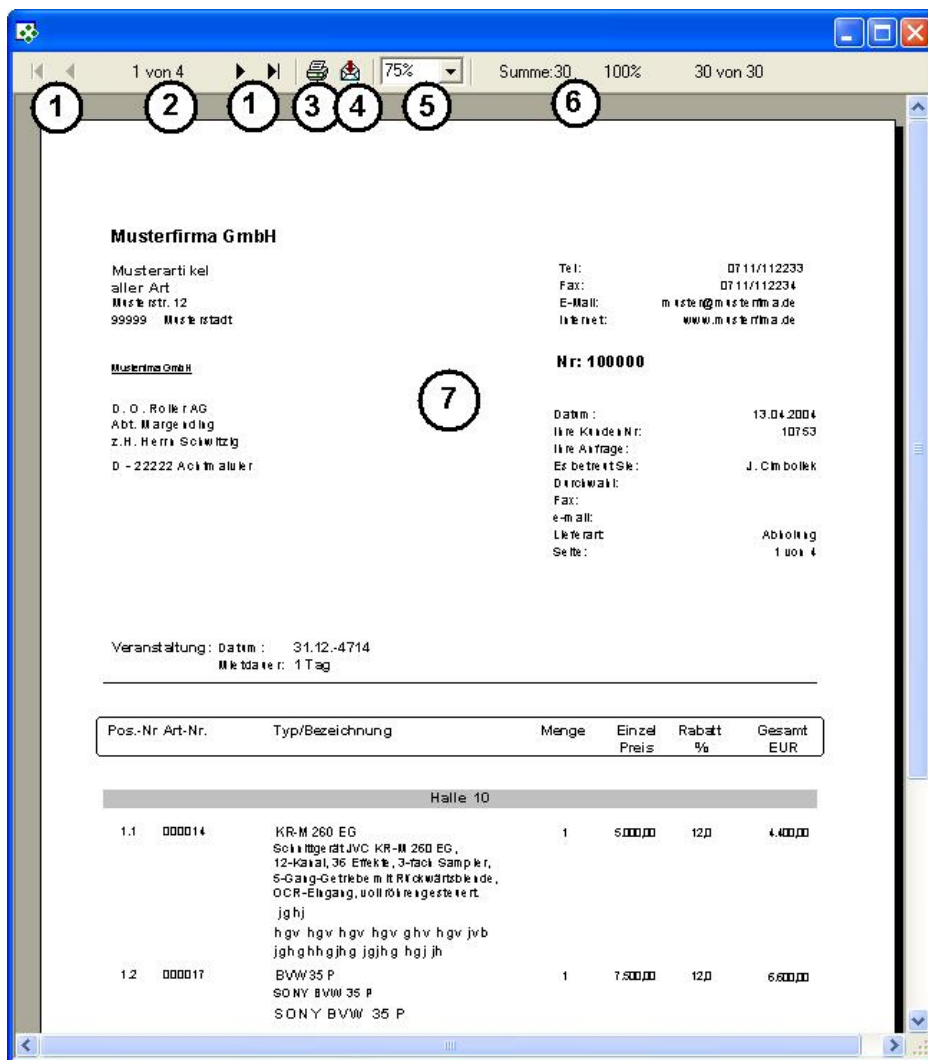 1 von 4 75% Summe:30 100% 30 von 30
1 2 1 3 4 5 6
Musterfirma GmbH
Musterartikel
aller Art
Musterstr. 12
99999 Musterstadt
Tel: 0711/112233
Fax: 0711/112234
E-Mail: muster@musterfirma.de
Internet: www.musterfirma.de
Musterfirma GmbH
Nr: 100000
7
D. O. Roller AG
Abt. Margending
z.H. Herrn Schwitzig
Datum: 13.04.2004
Ihre KundenNr: 10753
Ihre Anfrage:
Es betreut Sie: J. Cimbollek
Durchwahl:
Fax:
e-mail:
Lieferart: Abholung
Seite: 1 von 4
Veranstaltung: Datum: 31.12.-4714
Mietdauer: 1 Tag
Pos.-Nr Art-Nr. Typ/Bezeichnung Menge Einzel Rabatt Gesamt
Preis % EUR
Halle 10
1.1 000014 KR-M 260 EG 1 5.000,00 12,0 4.400,00
Schnittgerät JVC KR-M 260 EG,
12-Kanal, 36 Effekte, 3-fach Sampler,
5-Gang-Getriebe mit Rückwärtsblende,
OCR-Eingang, voll röhrengesteuert.
jghj
hgv hgv hgv hgv ghv hgv jvb
jghghhgjhg jgjhg hgj jh
1.2 000017 BVW 35 P 1 7.500,00 12,0 6.600,00
SONY BVW 35 P
SONY BVW 35 P